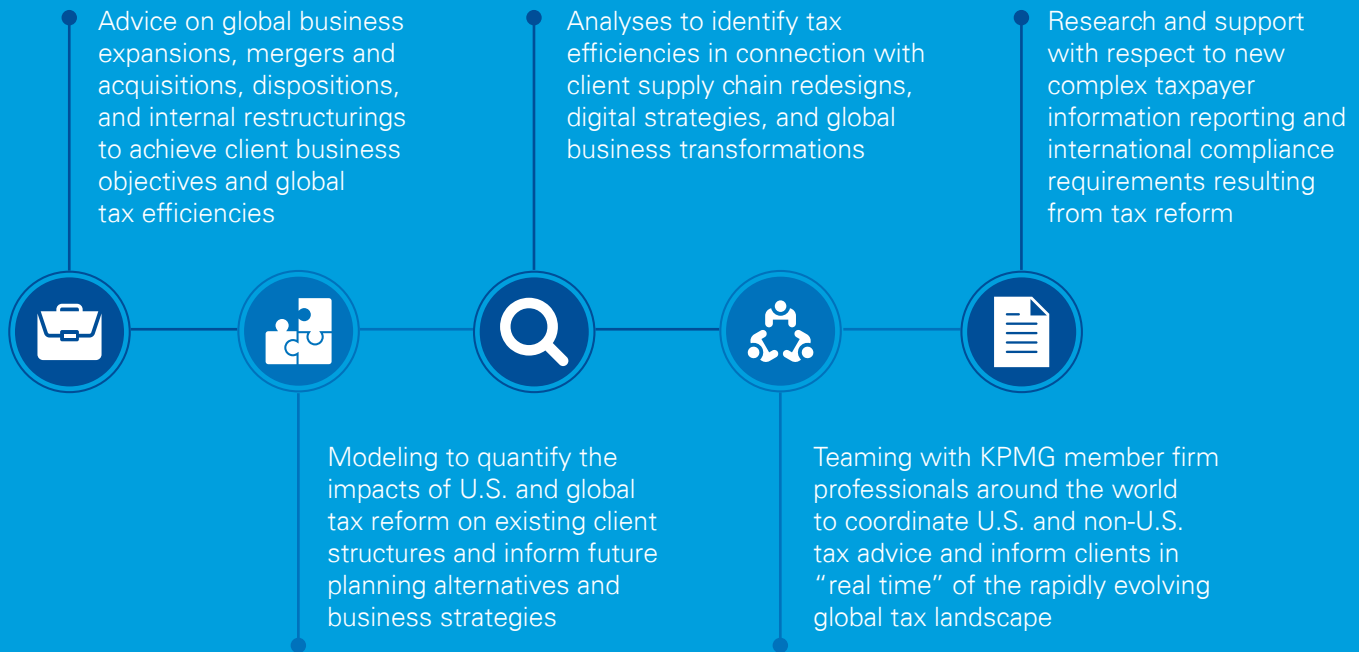 Advice on global business
expansions, mergers and
acquisitions, dispositions,
and internal restructurings
to achieve client business
objectives and global
tax efficiencies
Modeling to quantify the
impacts of U.S. and global
tax reform on existing client
structures and inform future
planning alternatives and
business strategies
Analyses to identify tax
efficiencies in connection with
client supply chain redesigns,
digital strategies, and global
business transformations
Teaming with KPMG member firm
professionals around the world
to coordinate U.S. and non-U.S.
tax advice and inform clients in
“real time” of the rapidly evolving
global tax landscape
Research and support
with respect to new
complex taxpayer
information reporting and
international compliance
requirements resulting
from tax reform